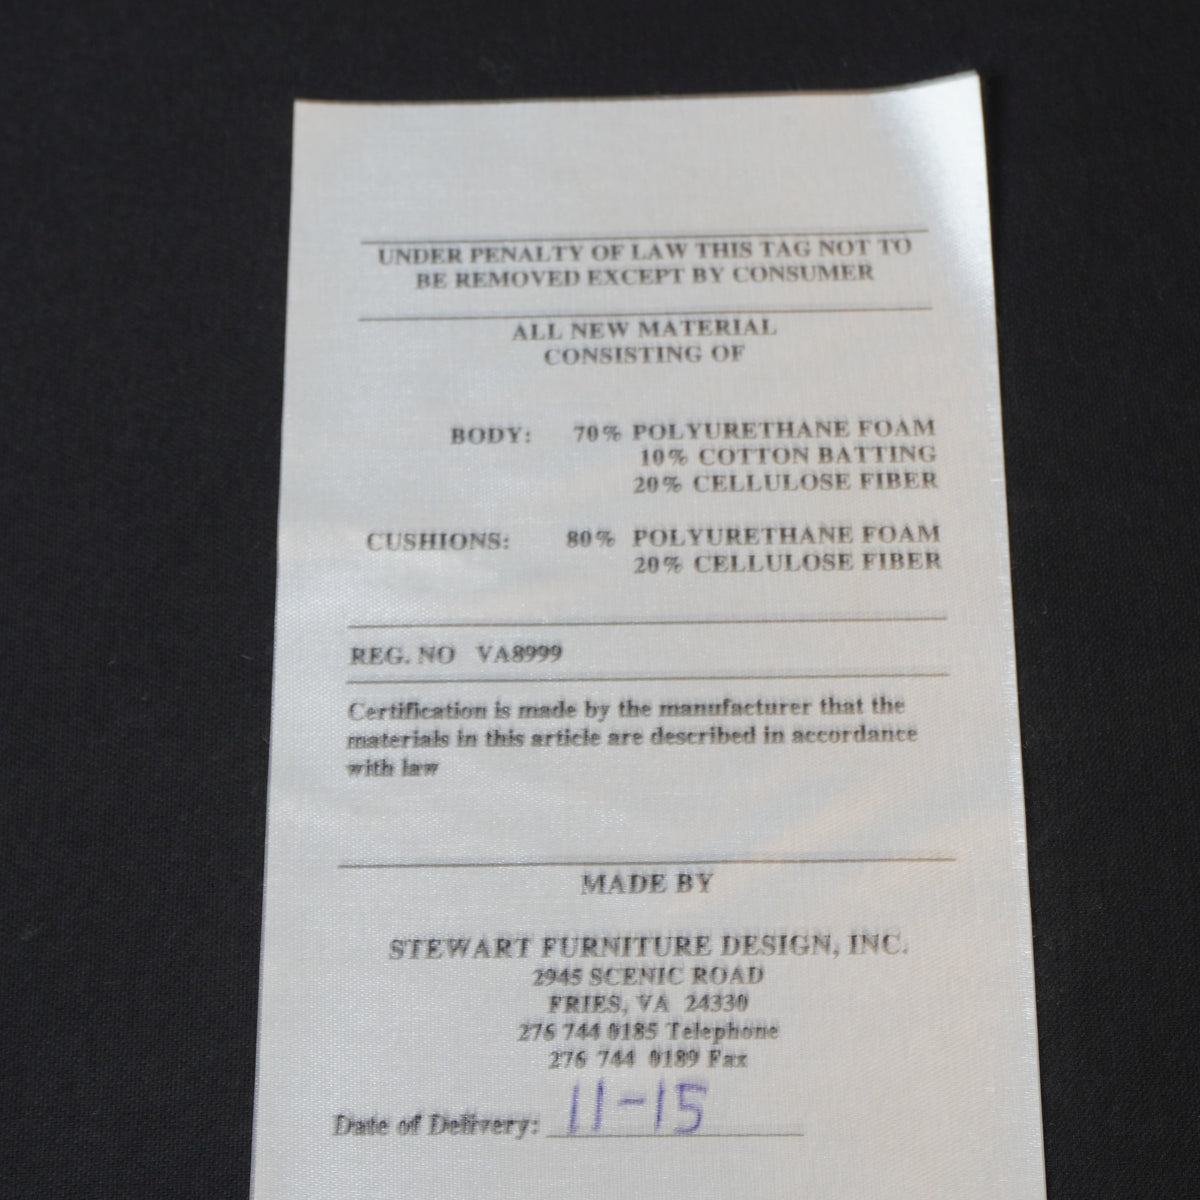 UNDER PENALTY OF LAW THIS TAG NOT TO
BE REMOVED EXCEPT BY CONSUMER
ALL NEW MATERIAL
CONSISTING OF
BODY: 70% POLYURETHANE FOAM
10% COTTON BATTING
20% CELLULOSE FIBER
CUSHIONS: 80% POLYURETHANE FOAM
20% CELLULOSE FIBER
REG. NO VA8999
Certification is made by the manufacturer that the
materials in this article are described in accordance
with law
MADE BY
STEWART FURNITURE DESIGN, INC.
2945 SCENIC ROAD
FRIES, VA 24330
276 744 0185 Telephone
276 744 0189 Fax
Date of Delivery: 11-15